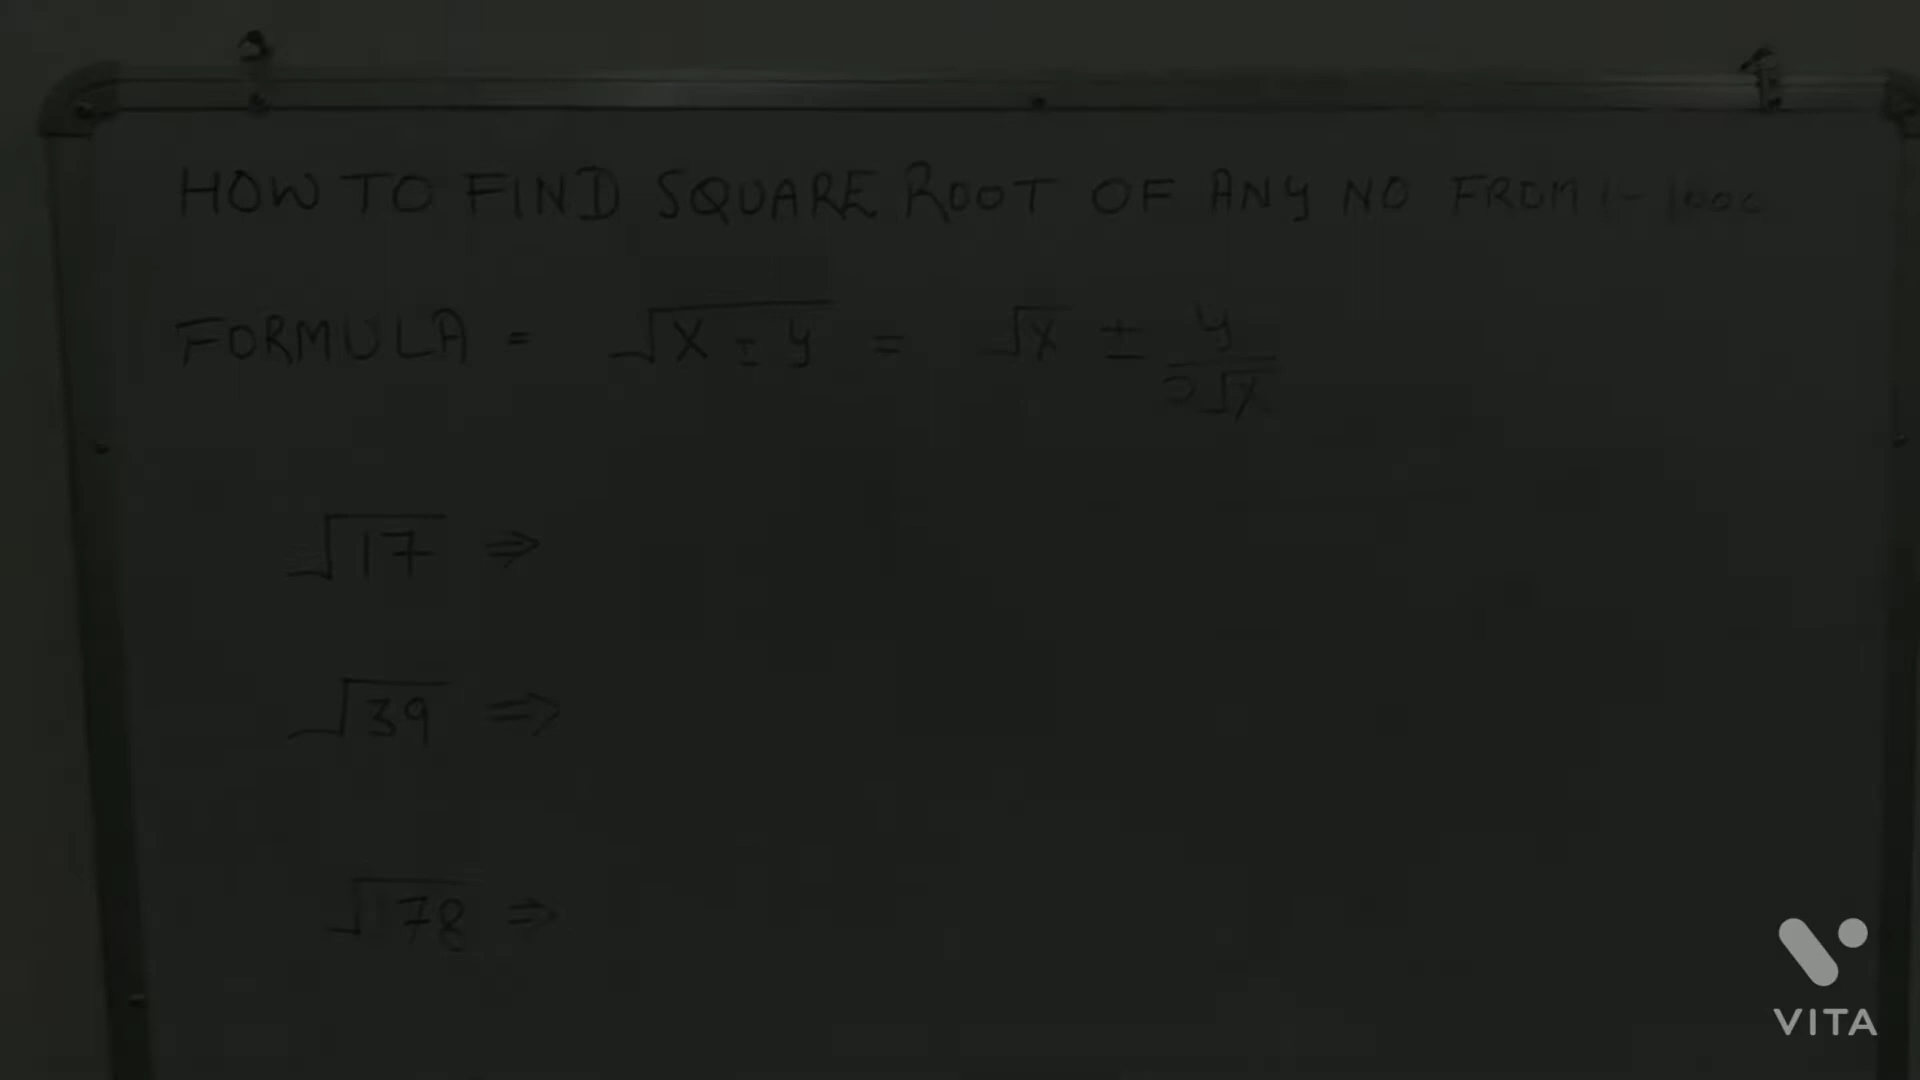 HOW TO FIND SQUARE ROOT OF ANY NO FROM 1-1000
FORMULA = √x ± y = √x ± y/2√x
√17 ⇒
√39 ⇒
√78 ⇒
VITA